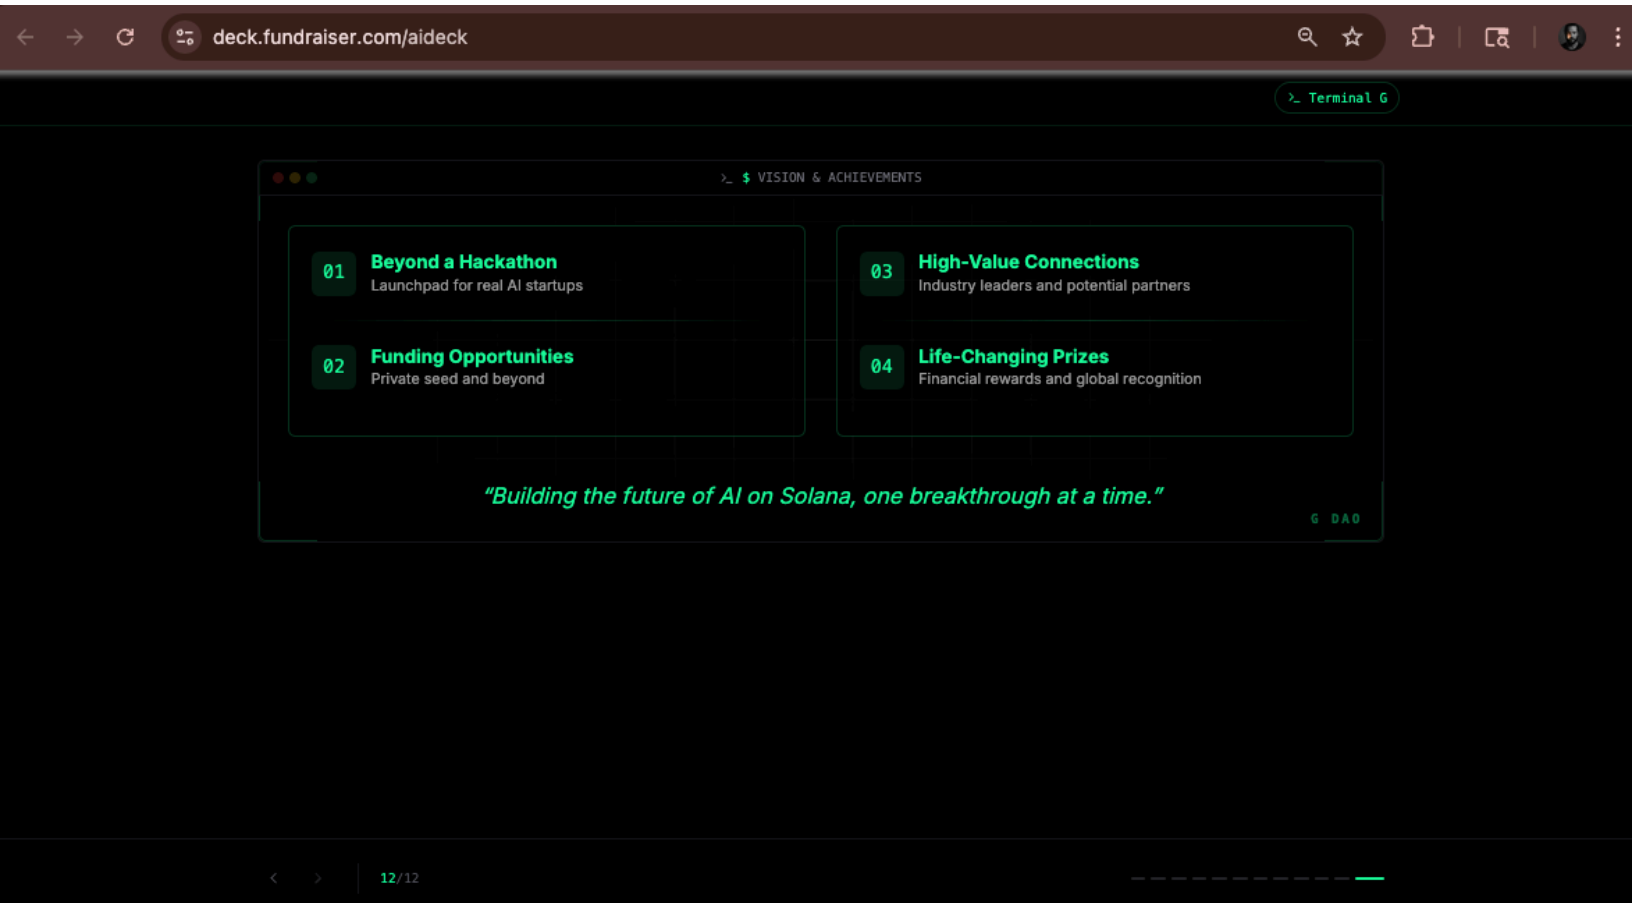 deck.fundraiser.com/aideck
>_ Terminal G
>_ $ VISION & ACHIEVEMENTS
01
Beyond a Hackathon
Launchpad for real AI startups
02
Funding Opportunities
Private seed and beyond
03
High-Value Connections
Industry leaders and potential partners
04
Life-Changing Prizes
Financial rewards and global recognition
“Building the future of AI on Solana, one breakthrough at a time.”
G DAO
12/12